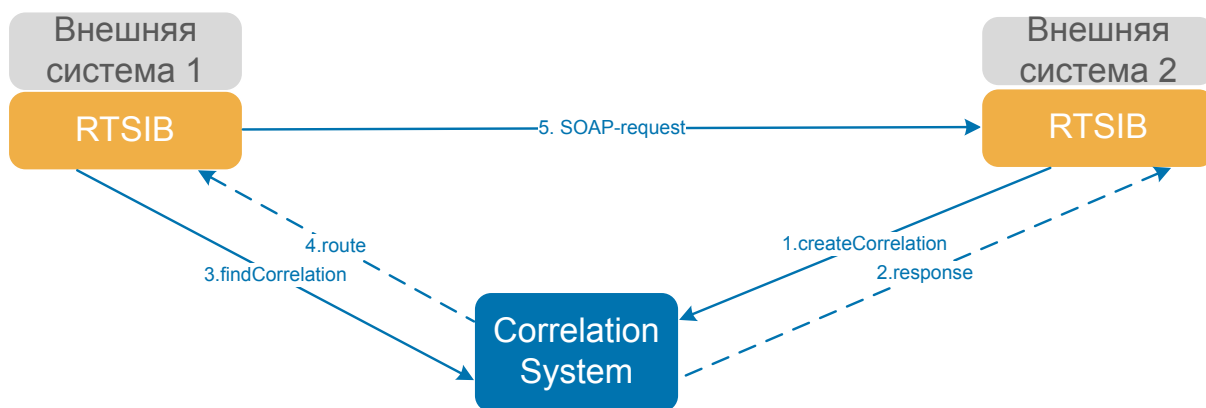 Внешняя
система 1
RTSIB
Внешняя
система 2
RTSIB
5. SOAP-request
4.route
3.findCorrelation
1.createCorrelation
2.response
Correlation
System